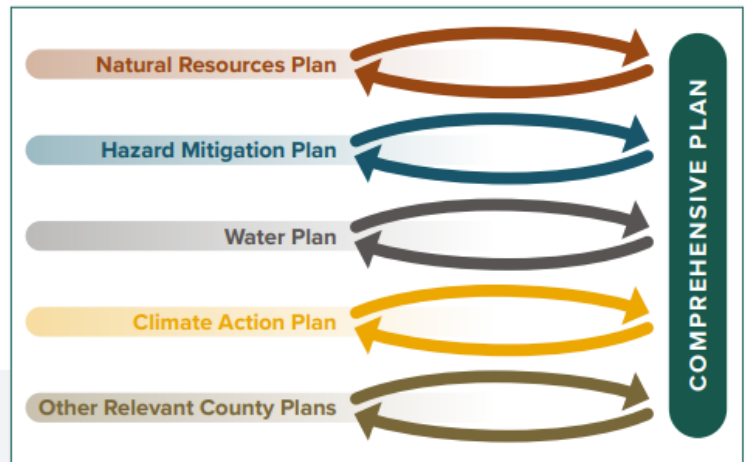 Natural Resources Plan
Hazard Mitigation Plan
Water Plan
Climate Action Plan
Other Relevant County Plans
COMPREHENSIVE PLAN